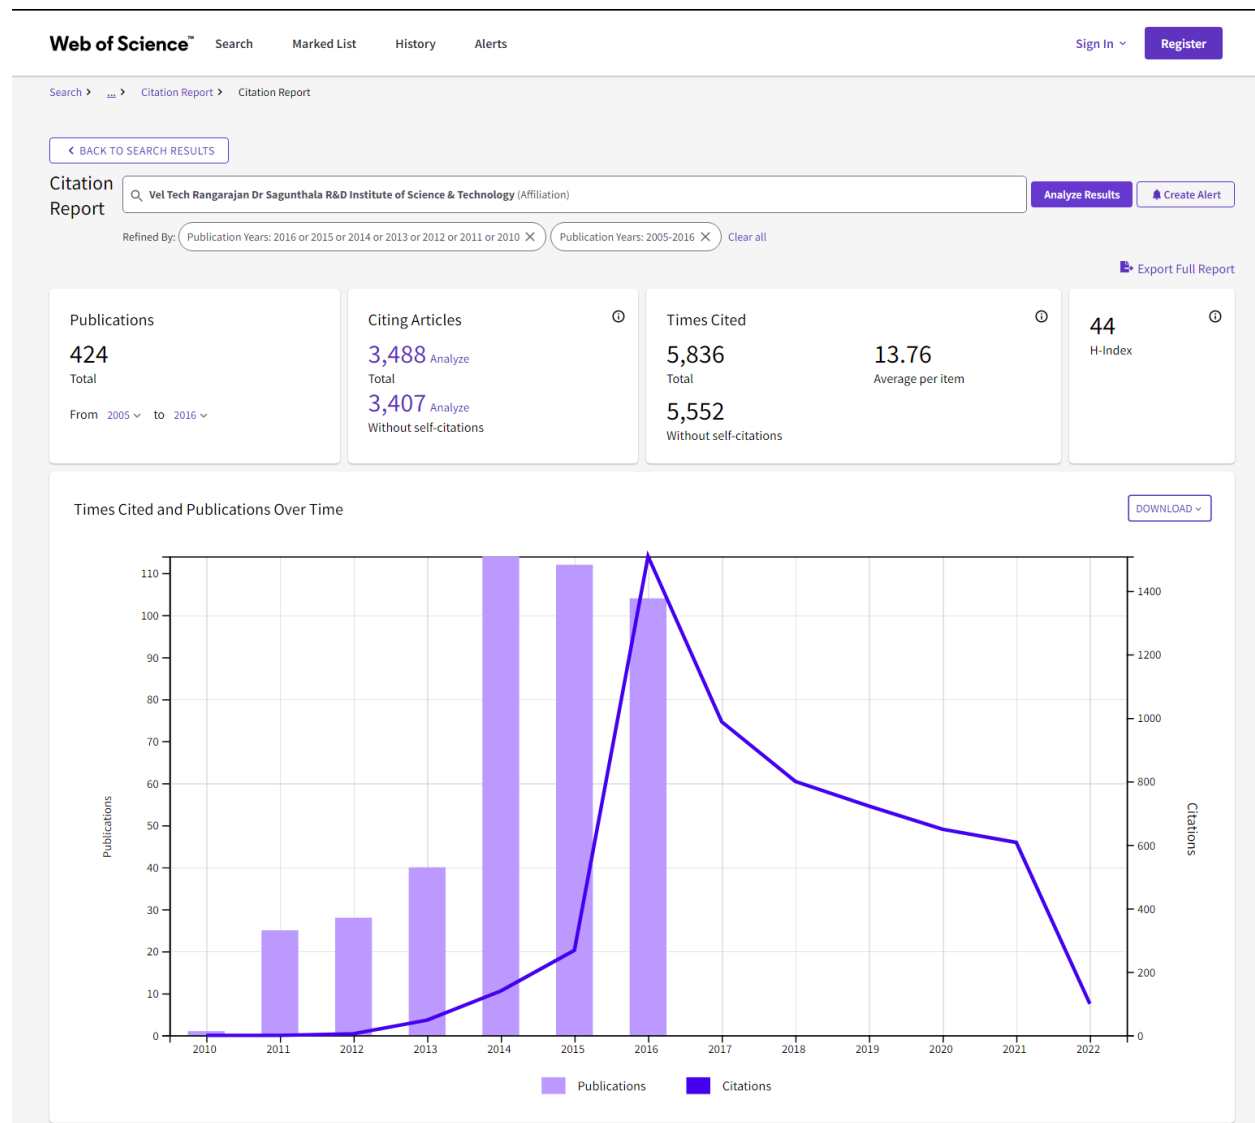 Web of Science™ Search Marked List History Alerts Sign In Register
Search ... Citation Report Citation Report
BACK TO SEARCH RESULTS
Citation Report
Vel Tech Rangarajan Dr Sagunthala R&D Institute of Science & Technology (Affiliation)
Analyze Results Create Alert
Refined By: Publication Years: 2016 or 2015 or 2014 or 2013 or 2012 or 2011 or 2010 Publication Years: 2005-2016 Clear all
Export Full Report
Publications
424
Total
From 2005 to 2016
Citing Articles
3,488 Analyze
Total
3,407 Analyze
Without self-citations
Times Cited
5,836
Total
13.76
Average per item
5,552
Without self-citations
44
H-Index
Times Cited and Publications Over Time
DOWNLOAD
Publications
110
100
90
80
70
60
50
40
30
20
10
0
1400
1200
1000
800
600
400
200
0
Citations
2010 2011 2012 2013 2014 2015 2016 2017 2018 2019 2020 2021 2022
Publications Citations